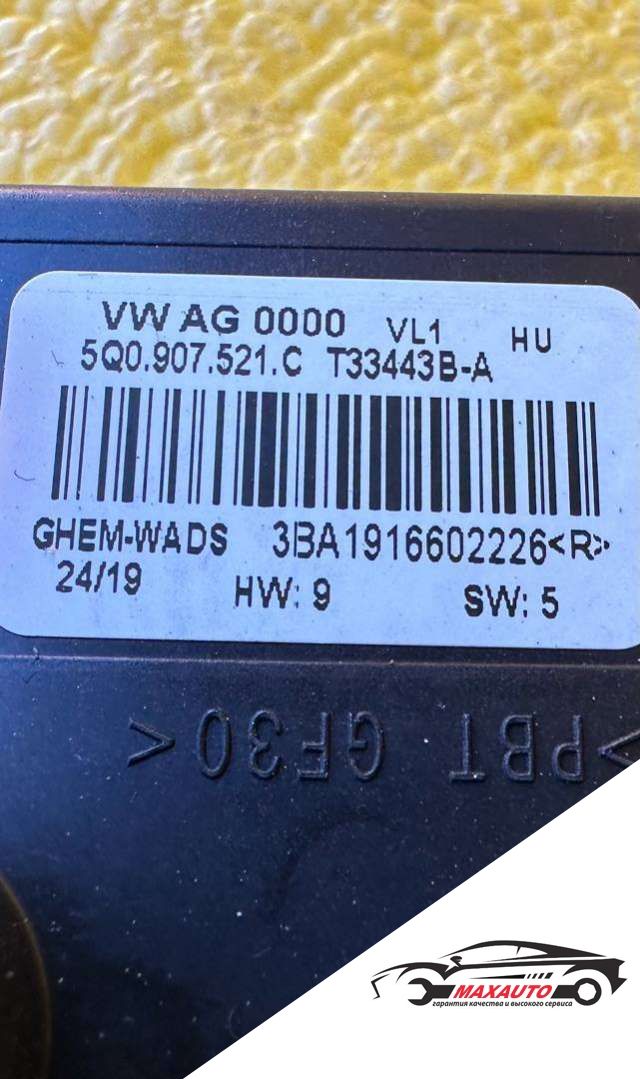 VW AG 0000 VL1 HU
5Q0.907.521.C T33443B-A
GHEM-WADS 3BA1916602226<R>
24/19 HW: 9 SW: 5
>PBT GF30<
MAXAUTO
гарантия качества и высокого сервиса